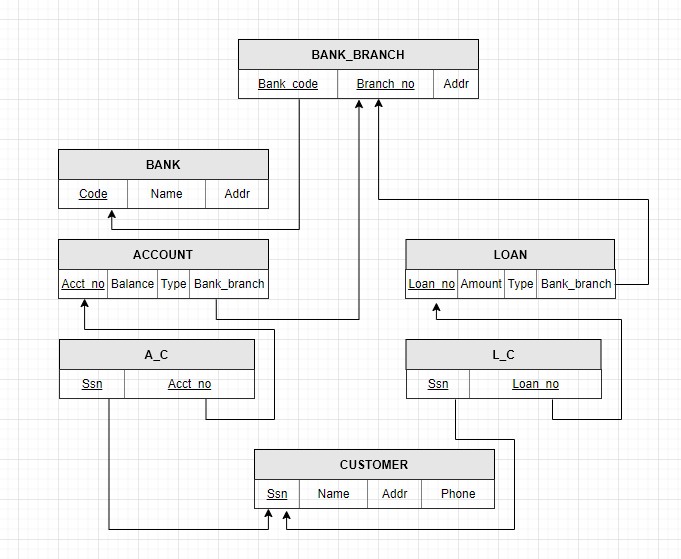 BANK_BRANCH
Bank_code Branch_no Addr
BANK
Code Name Addr
ACCOUNT
Acct_no Balance Type Bank_branch
LOAN
Loan_no Amount Type Bank_branch
A_C
Ssn Acct_no
L_C
Ssn Loan_no
CUSTOMER
Ssn Name Addr Phone